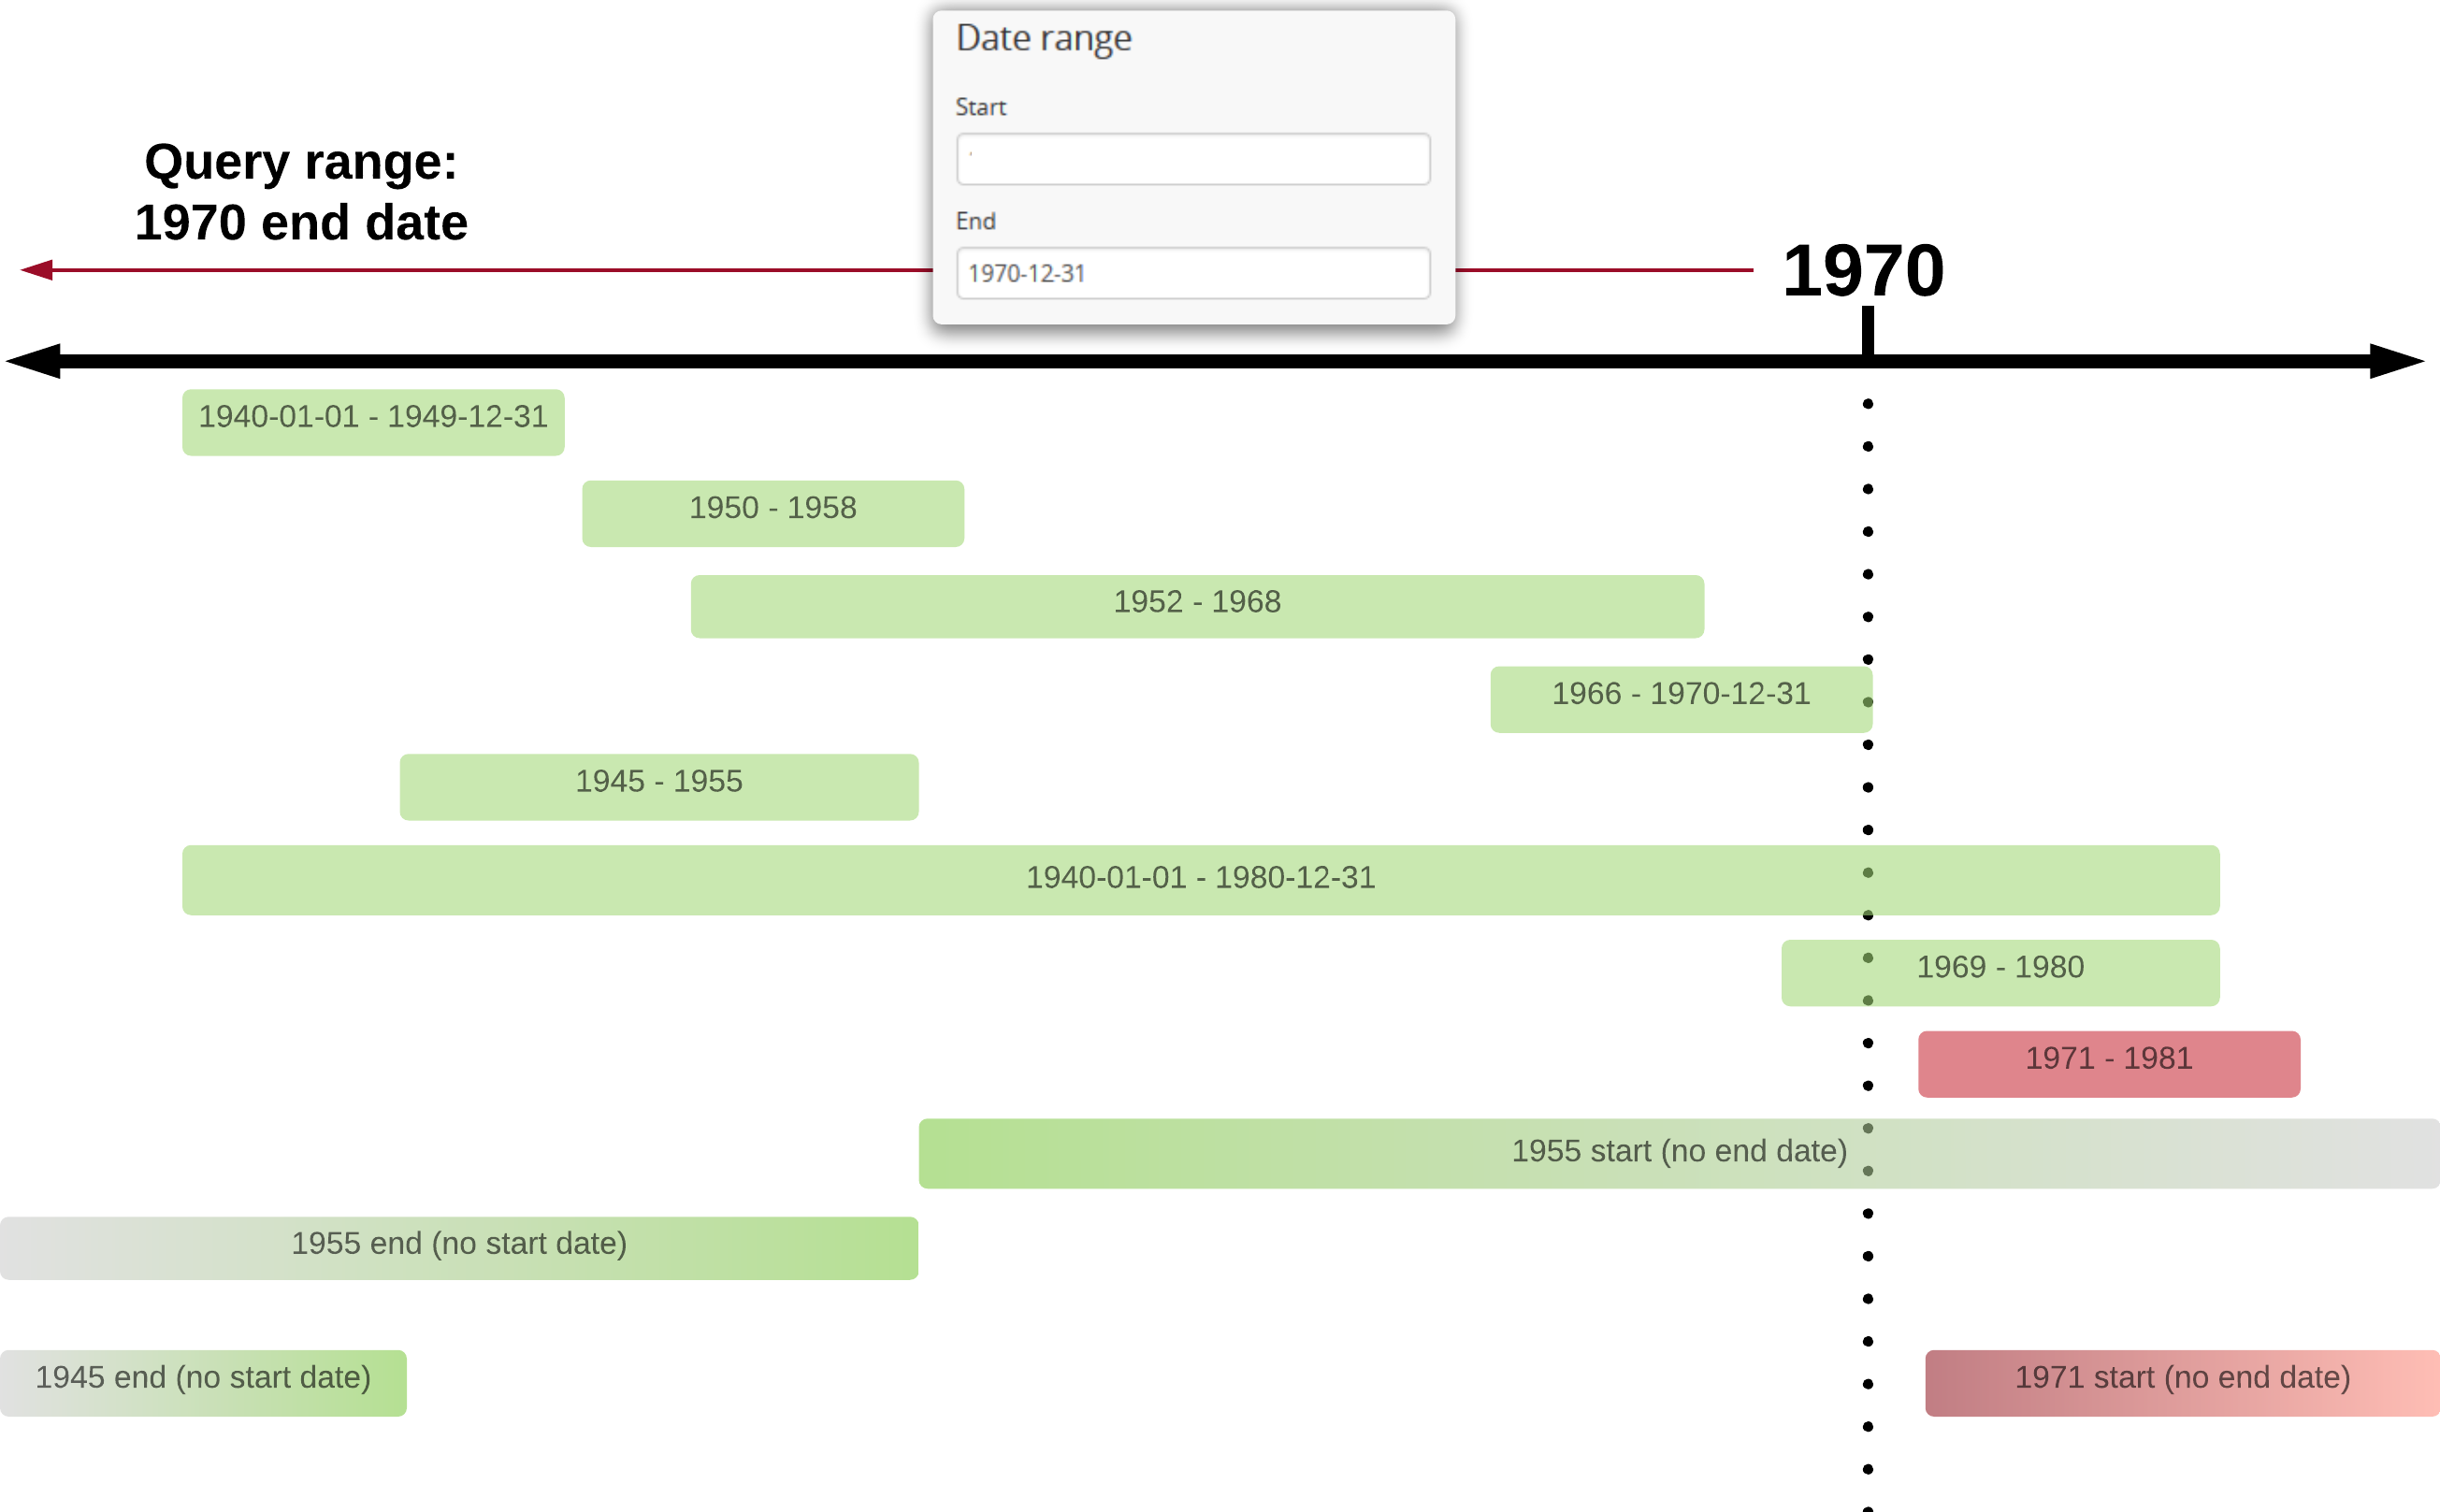 Date range
Start
End
1970-12-31
Query range:
1970 end date
1970
1940-01-01 - 1949-12-31
1950 - 1958
1952 - 1968
1966 - 1970-12-31
1945 - 1955
1940-01-01 - 1980-12-31
1969 - 1980
1971 - 1981
1955 start (no end date)
1955 end (no start date)
1945 end (no start date)
1971 start (no end date)